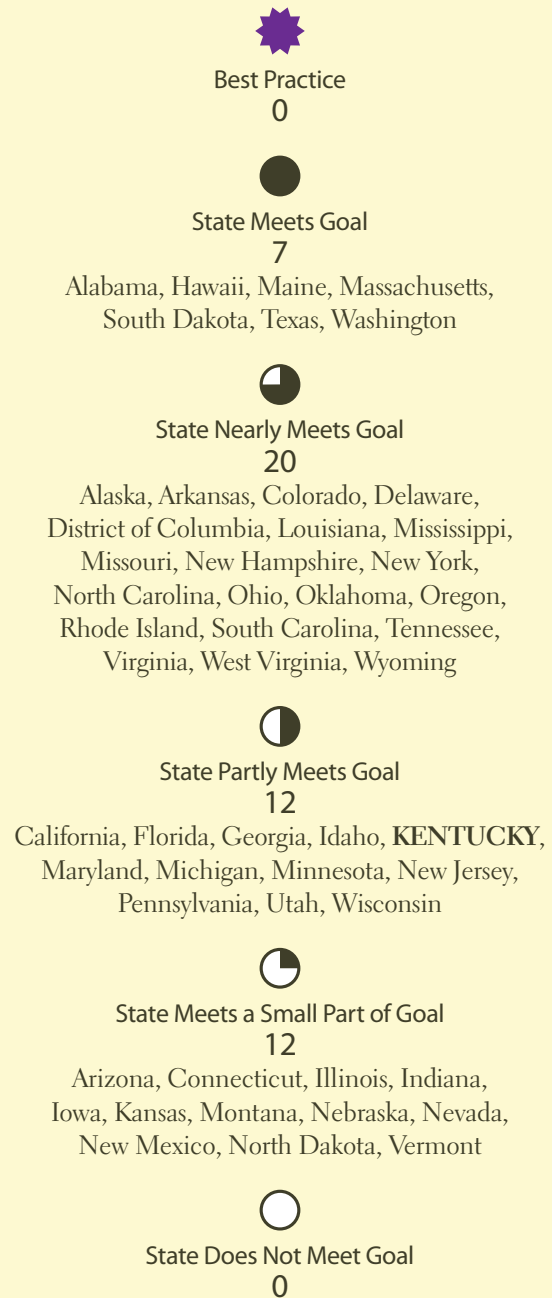 Best Practice
0
State Meets Goal
7
Alabama, Hawaii, Maine, Massachusetts,
South Dakota, Texas, Washington
State Nearly Meets Goal
20
Alaska, Arkansas, Colorado, Delaware,
District of Columbia, Louisiana, Mississippi,
Missouri, New Hampshire, New York,
North Carolina, Ohio, Oklahoma, Oregon,
Rhode Island, South Carolina, Tennessee,
Virginia, West Virginia, Wyoming
State Partly Meets Goal
12
California, Florida, Georgia, Idaho, KENTUCKY,
Maryland, Michigan, Minnesota, New Jersey,
Pennsylvania, Utah, Wisconsin
State Meets a Small Part of Goal
12
Arizona, Connecticut, Illinois, Indiana,
Iowa, Kansas, Montana, Nebraska, Nevada,
New Mexico, North Dakota, Vermont
State Does Not Meet Goal
0